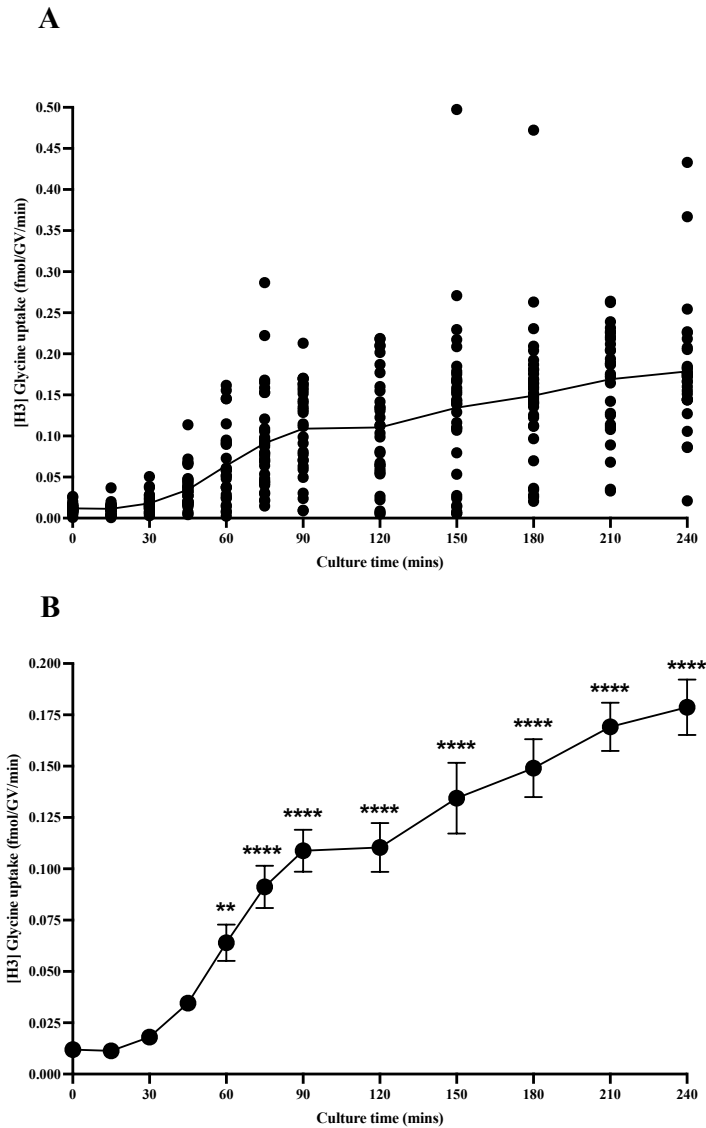 A
[H3] Glycine uptake (fmol/GV/min)
0.50
0.45
0.40
0.35
0.30
0.25
0.20
0.15
0.10
0.05
0.00
0 30 60 90 120 150 180 210 240
Culture time (mins)
B
[H3] Glycine uptake (fmol/GV/min)
0.200
0.175
0.150
0.125
0.100
0.075
0.050
0.025
0.000
** **** **** **** **** **** **** ****
0 30 60 90 120 150 180 210 240
Culture time (mins)